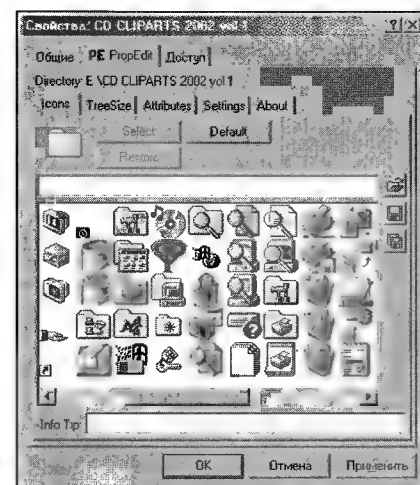 Свойства: CD CLIPARTS 2002 vol 1
Общие PE PropEdit Доступ
Directory E:\CD CLIPARTS 2002 vol 1
Icons TreeSize Attributes Settings About
Select Default
Restore
Info Tip:
OK Отмена Применить